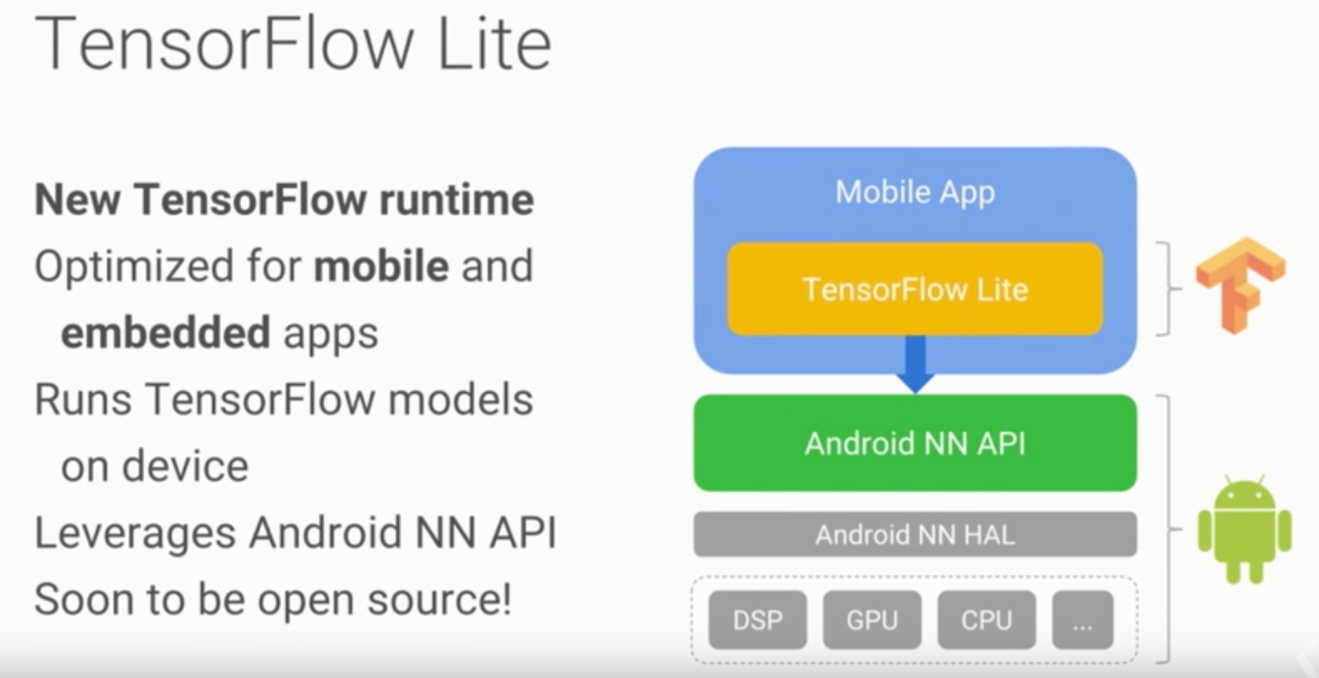 TensorFlow Lite
New TensorFlow runtime
Optimized for mobile and
embedded apps
Runs TensorFlow models
on device
Leverages Android NN API
Soon to be open source!
Mobile App
TensorFlow Lite
Android NN API
Android NN HAL
DSP GPU CPU ...